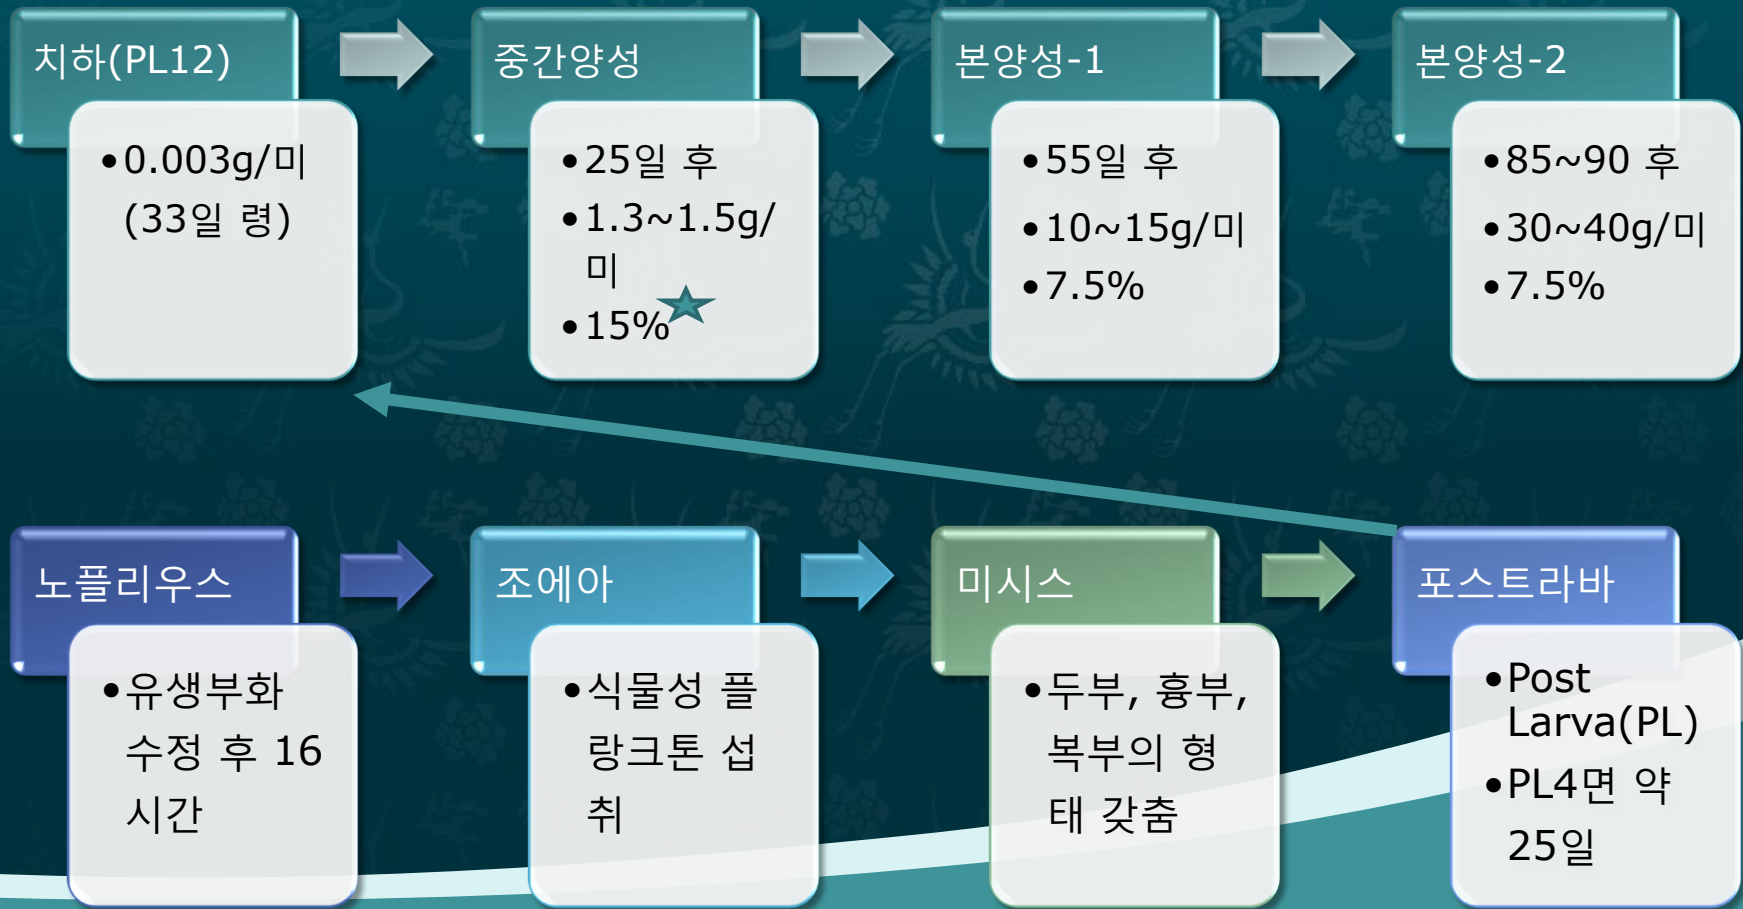 치하(PL12)
•0.003g/미
(33일 령)
중간양성
•25일 후
•1.3~1.5g/
미
•15%
본양성-1
•55일 후
•10~15g/미
•7.5%
본양성-2
•85~90 후
•30~40g/미
•7.5%
노플리우스
•유생부화
수정 후 16
시간
조에아
•식물성 플
랑크톤 섭
취
미시스
•두부, 흉부,
복부의 형
태 갖춤
포스트라바
•Post
Larva(PL)
•PL4면 약
25일